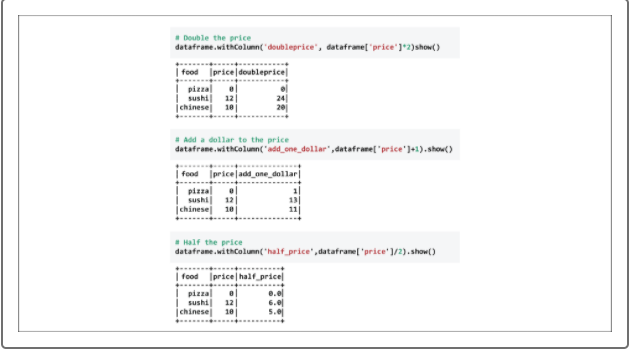 # Double the price
dataframe.withColumn('doubleprice', dataframe['price']*2)show()
+-------+-----+-----------+
| food  |price|doubleprice|
+-------+-----+-----------+
|  pizza|    0|          0|
|  sushi|   12|         24|
|chinese|   10|         20|
+-------+-----+-----------+
# Add a dollar to the price
dataframe.withColumn('add_one_dollar',dataframe['price']+1).show()
+-------+-----+--------------+
| food  |price|add_one_dollar|
+-------+-----+--------------+
|  pizza|    0|             1|
|  sushi|   12|            13|
|chinese|   10|            11|
+-------+-----+--------------+
# Half the price
dataframe.withColumn('half_price',dataframe['price']/2).show()
+-------+-----+----------+
| food  |price|half_price|
+-------+-----+----------+
|  pizza|    0|       0.0|
|  sushi|   12|       6.0|
|chinese|   10|       5.0|
+-------+-----+----------+